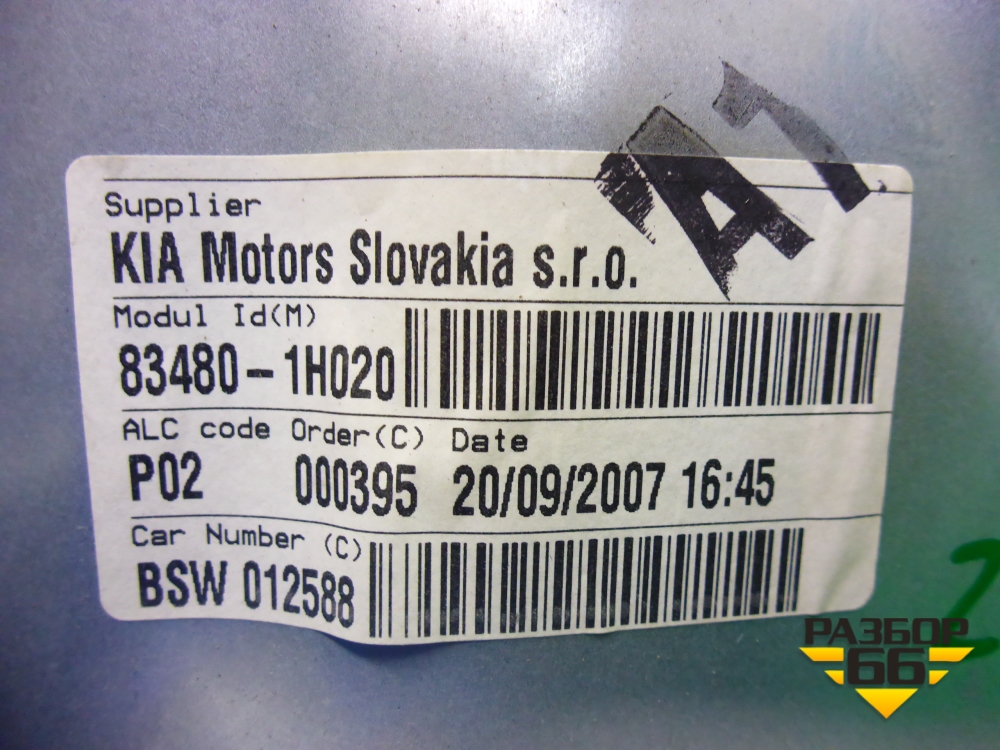 A1
Supplier
KIA Motors Slovakia s.r.o.
Modul Id(M)
83480-1H020
ALC code Order(C) Date
P02 000395 20/09/2007 16:45
Car Number (C)
BSW 012588
РАЗБОР
66